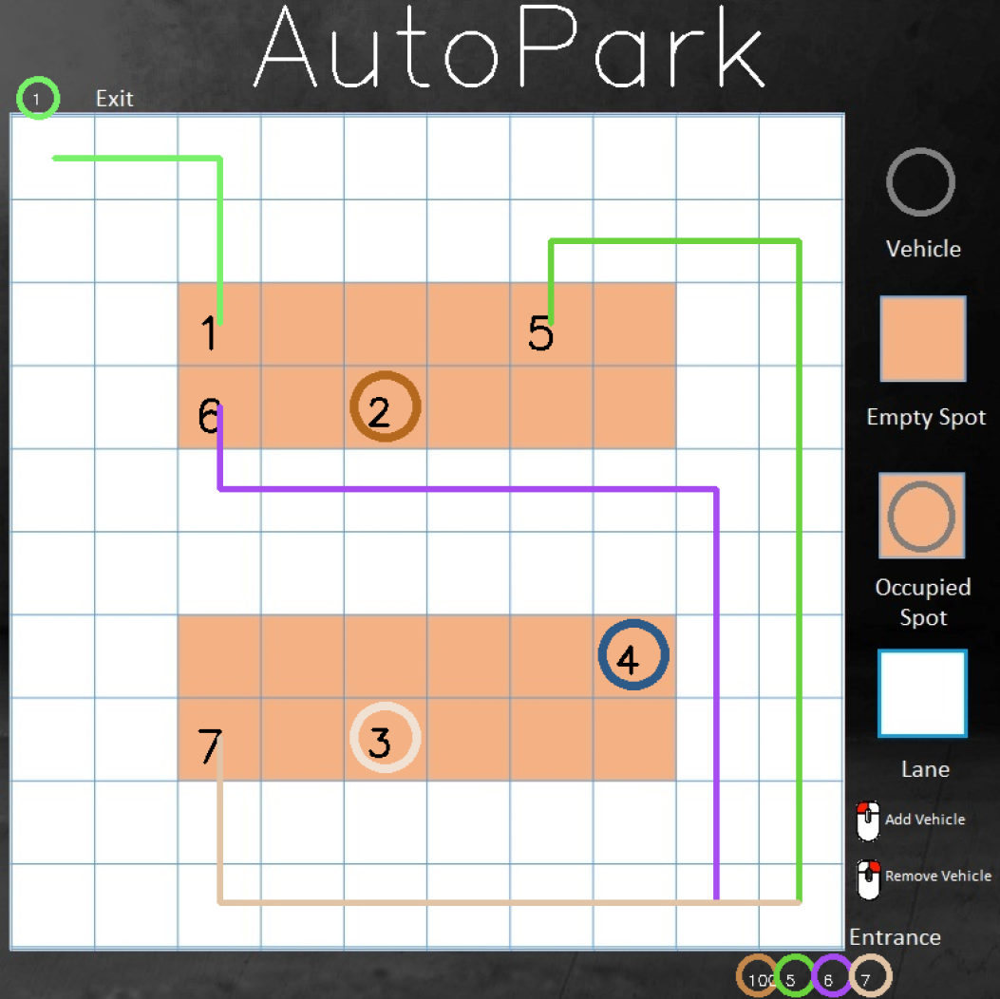 AutoPark
1 Exit
Vehicle
1 5
Empty Spot
6 2
Occupied
Spot
4
7 3
Lane
Add Vehicle
Remove Vehicle
Entrance
100 5 6 7